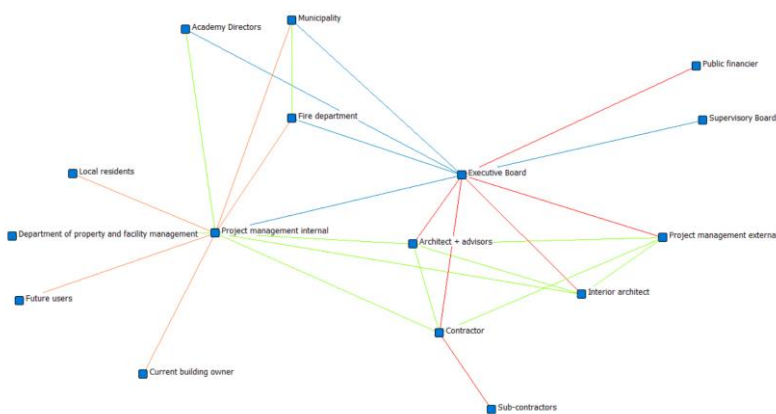 Municipality
Academy Directors
Public financier
Fire department
Supervisory Board
Local residents
Executive Board
Project management internal
Department of property and facility management
Project management externa
Architect + advisors
Interior architect
Future users
Contractor
Current building owner
Sub-contractors